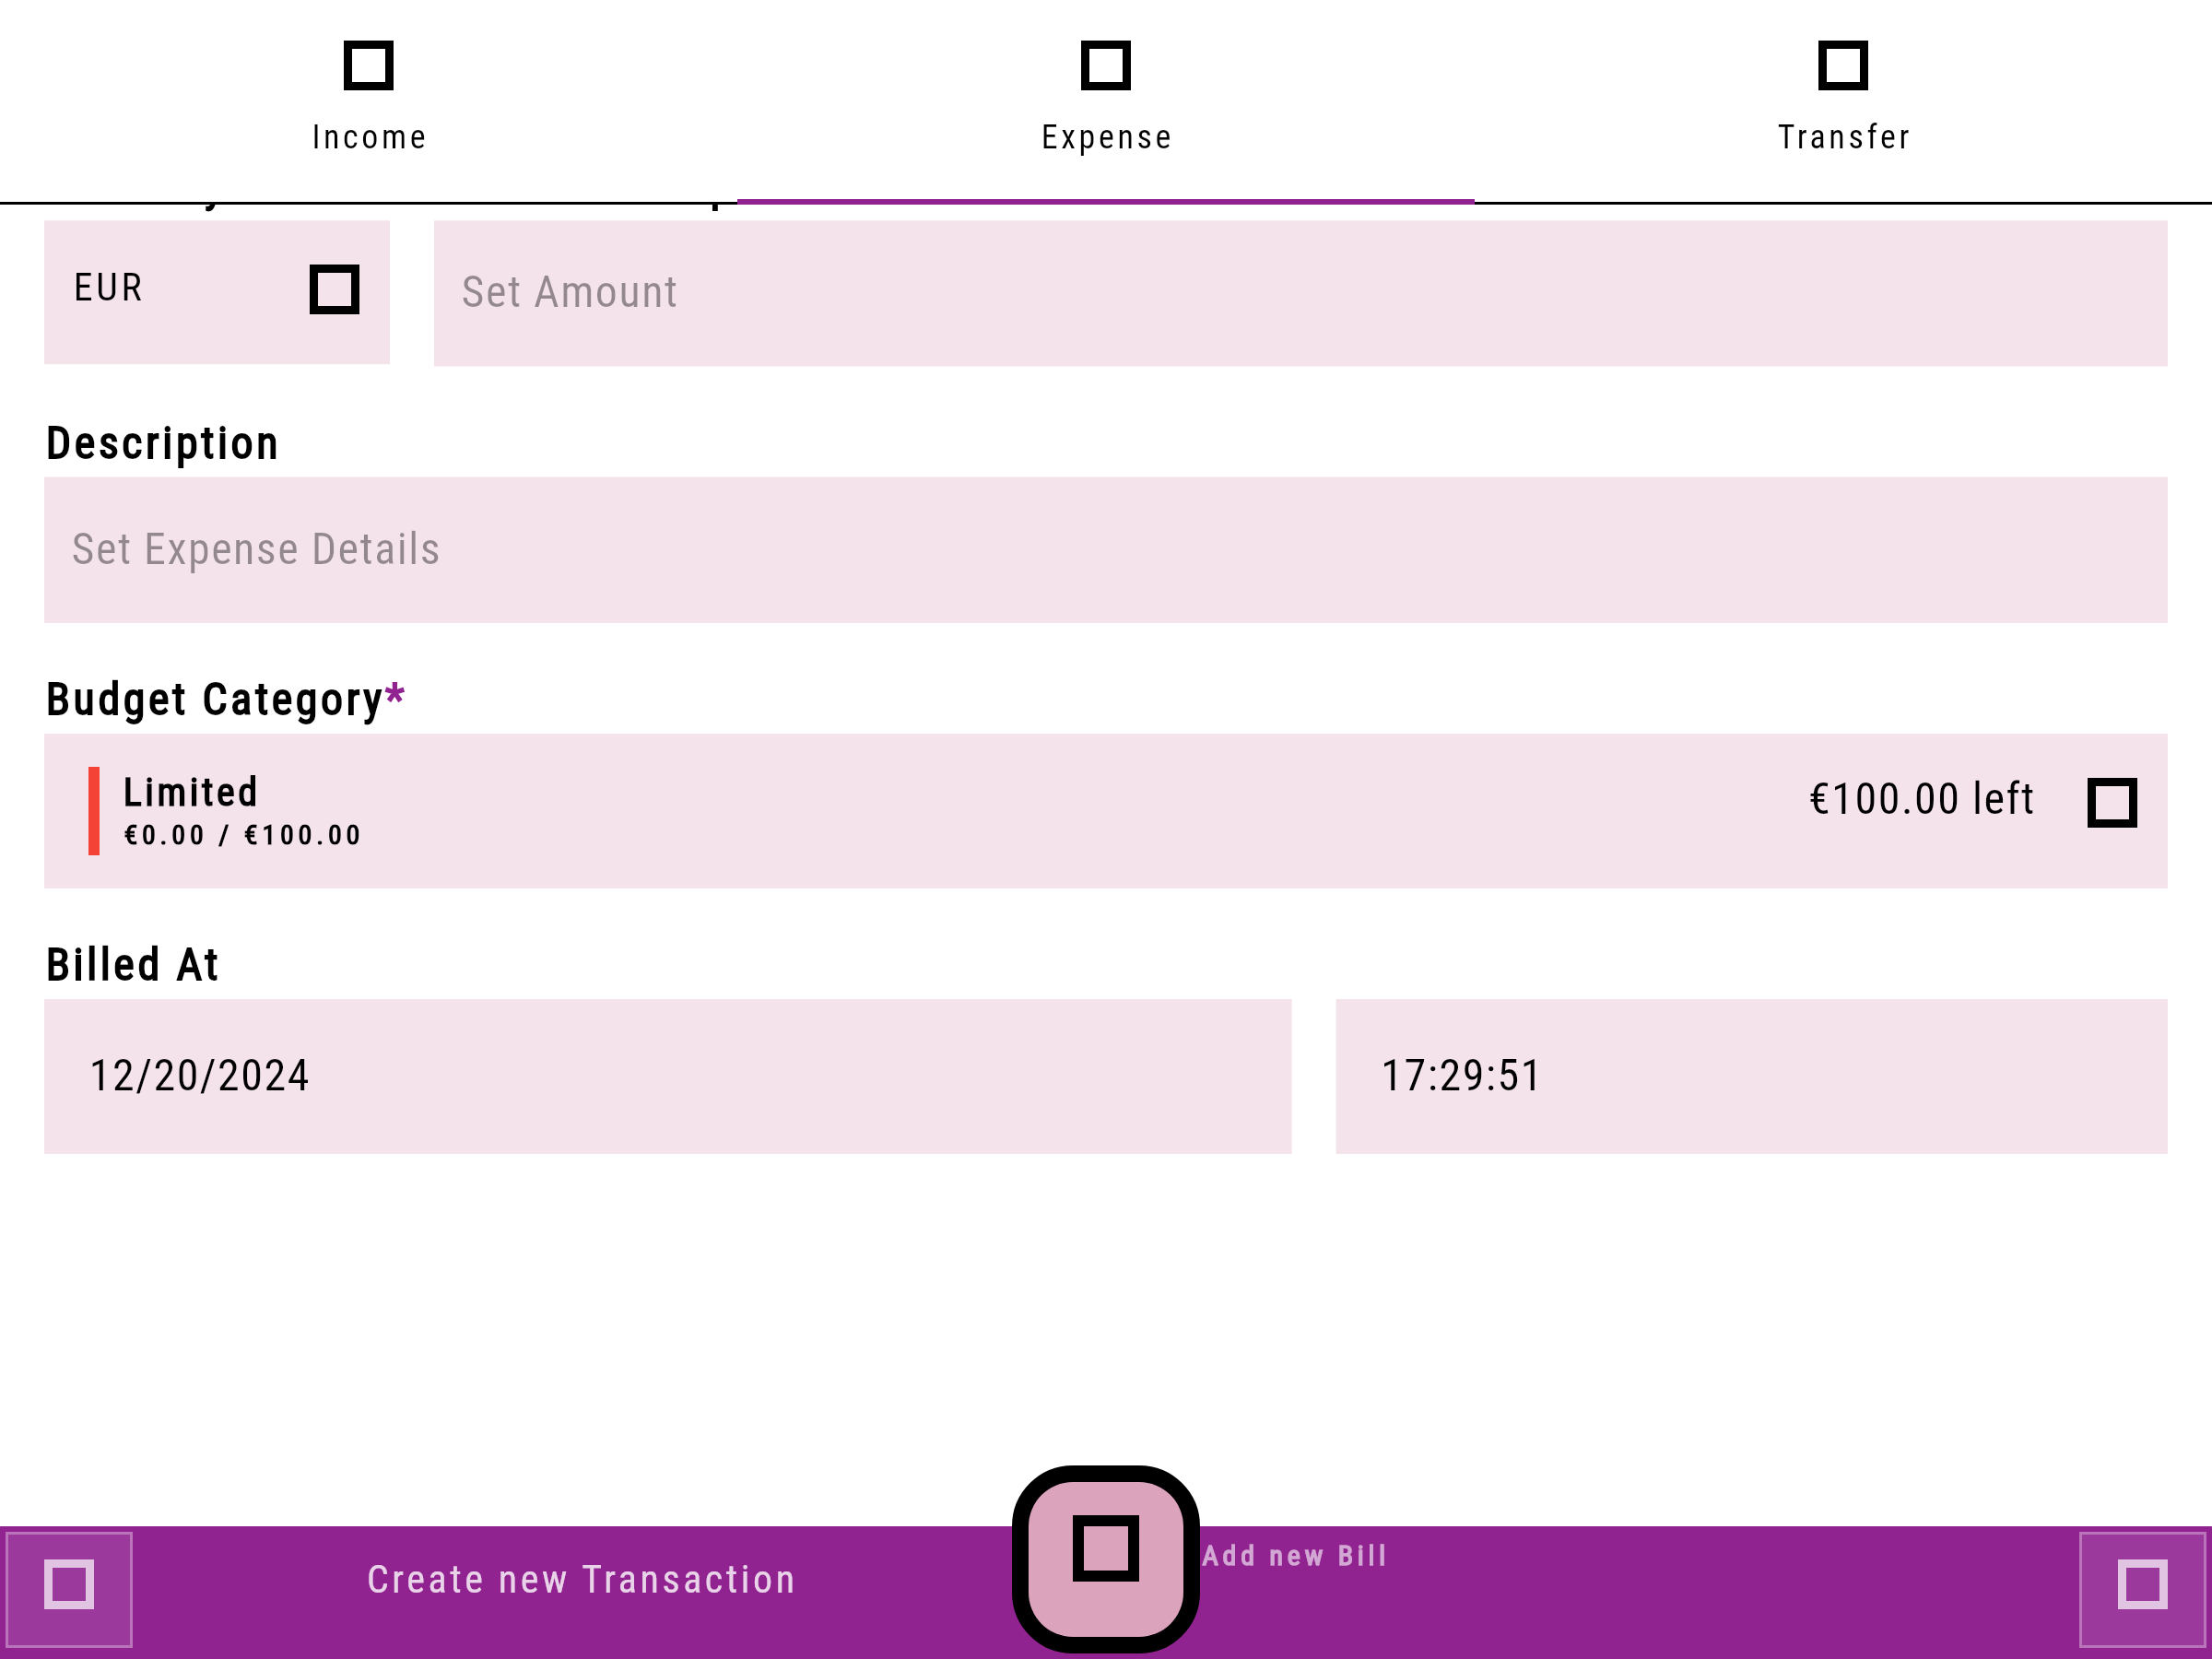 Income
Expense
Transfer
EUR
Set Amount
Description
Set Expense Details
Budget Category*
Limited
€100.00 left
€0.00 / €100.00
Billed At
12/20/2024
17:29:51
Create new Transaction
Add new Bill